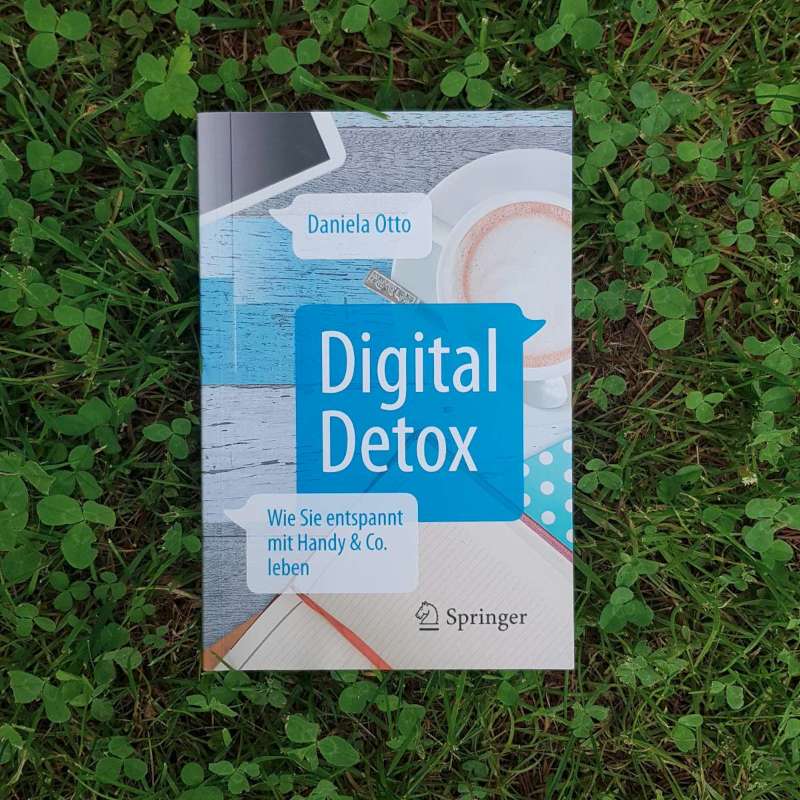 Daniela Otto
Digital
Detox
Wie Sie entspannt
mit Handy & Co.
leben
Springer